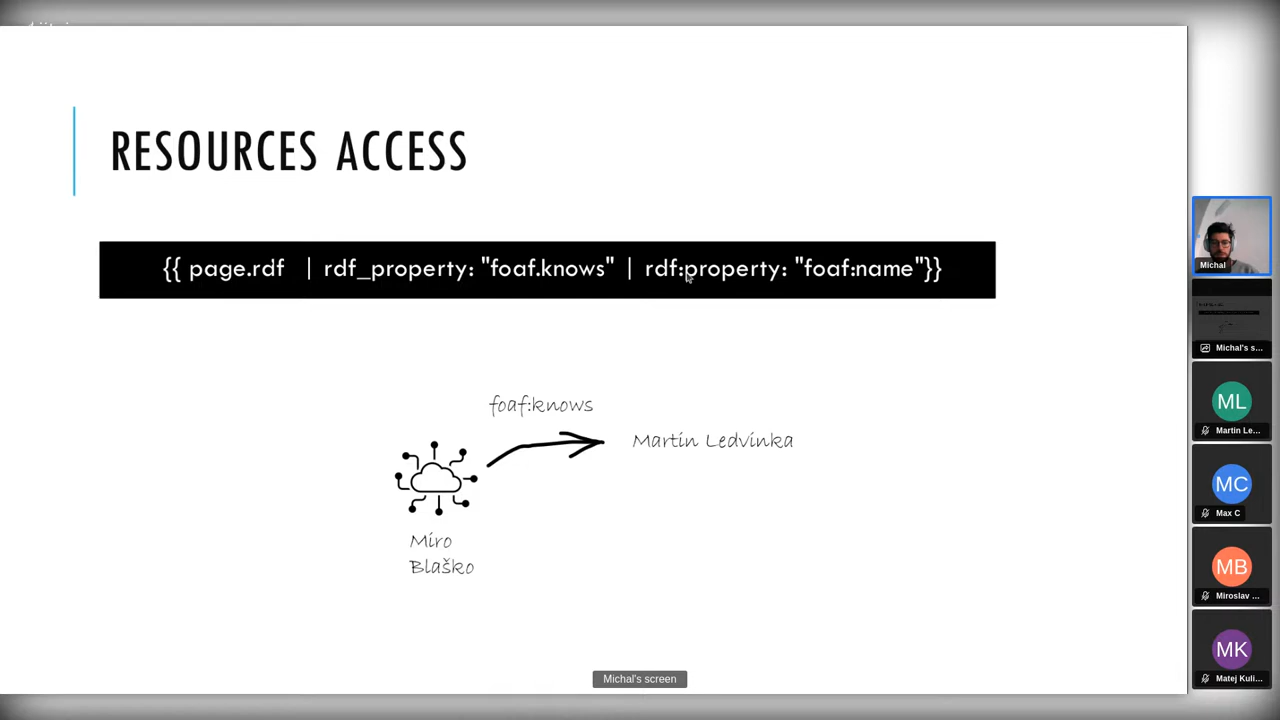 RESOURCES ACCESS
{{ page.rdf | rdf_property: "foaf.knows" | rdf:property: "foaf:name"}}
foaf:knows
Martin Ledvinka
Miro
Blaško
Michal's screen
Michal
Michal's s...
ML
Martin Le...
MC
Max C
MB
Miroslav ...
MK
Matej Kuli...